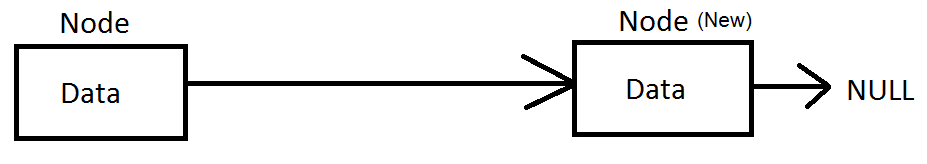 Node
Node (New)
Data
Data
NULL